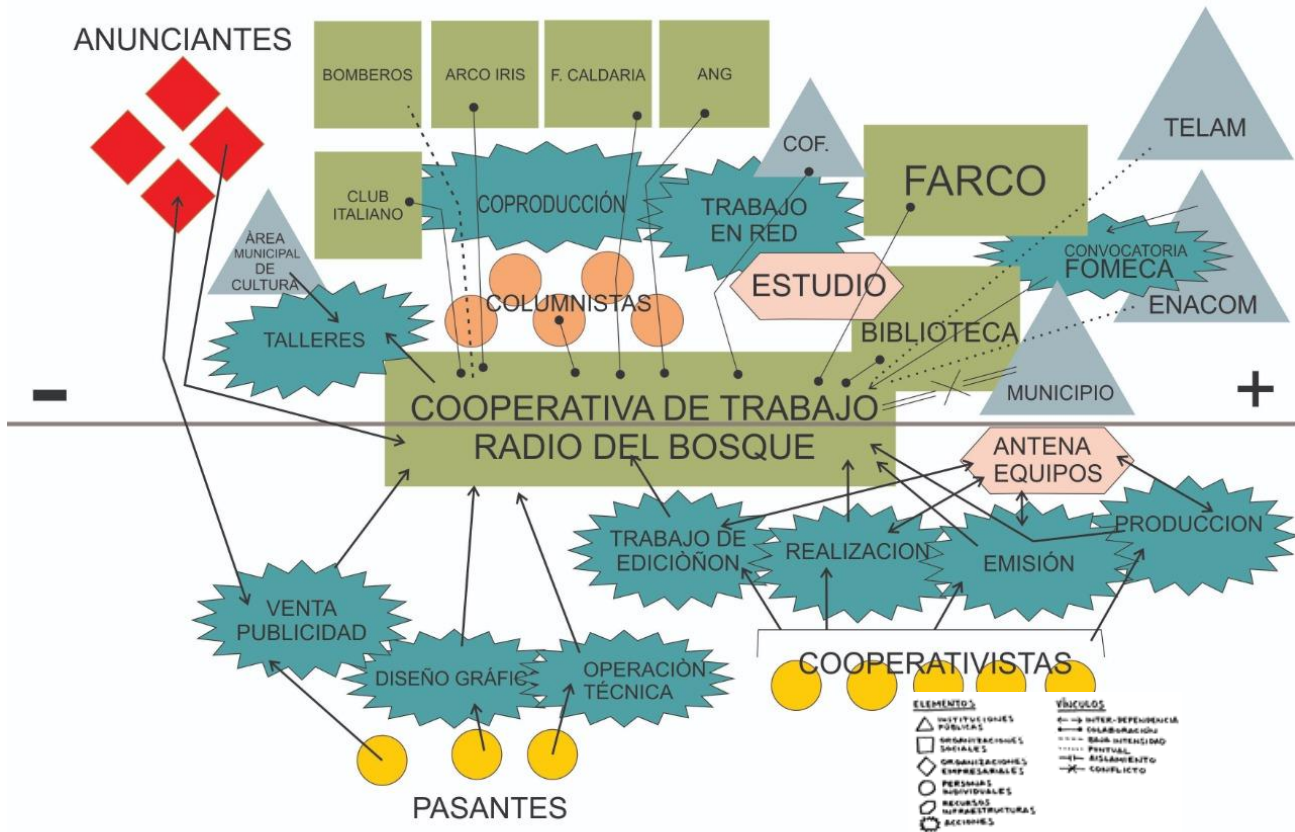 ANUNCIANTES
BOMBEROS
ARCO IRIS
F. CALDARIA
ANG
TELAM
COF.
FARCO
CLUB
ITALIANO
COPRODUCCIÓN
TRABAJO
EN RED
CONVOCATORIA
FOMECA
ÀREA
MUNICIPAL
DE
CULTURA
ESTUDIO
ENACOM
COLUMNISTAS
BIBLIOTECA
TALLERES
MUNICIPIO
-
+
COOPERATIVA DE TRABAJO
RADIO DEL BOSQUE
ANTENA
EQUIPOS
TRABAJO DE
EDICIÒÑON
REALIZACION
EMISIÓN
PRODUCCION
VENTA
PUBLICIDAD
DISEÑO GRÁFIC
OPERACIÒN
TÉCNICA
COOPERATIVISTAS
PASANTES
ELEMENTOS
INSTITUCIONES
PÚBLICAS
ORGANIZACIONES
SOCIALES
ORGANIZACIONES
EMPRESARIALES
PERSONAS
INDIVIDUALES
RECURSOS
INFRAESTRUCTURAS
ACCIONES
VÍNCULOS
INTER-DEPENDENCIA
COLABORACIÓN
BAJA INTENSIDAD
PUNTUAL
AISLAMIENTO
CONFLICTO